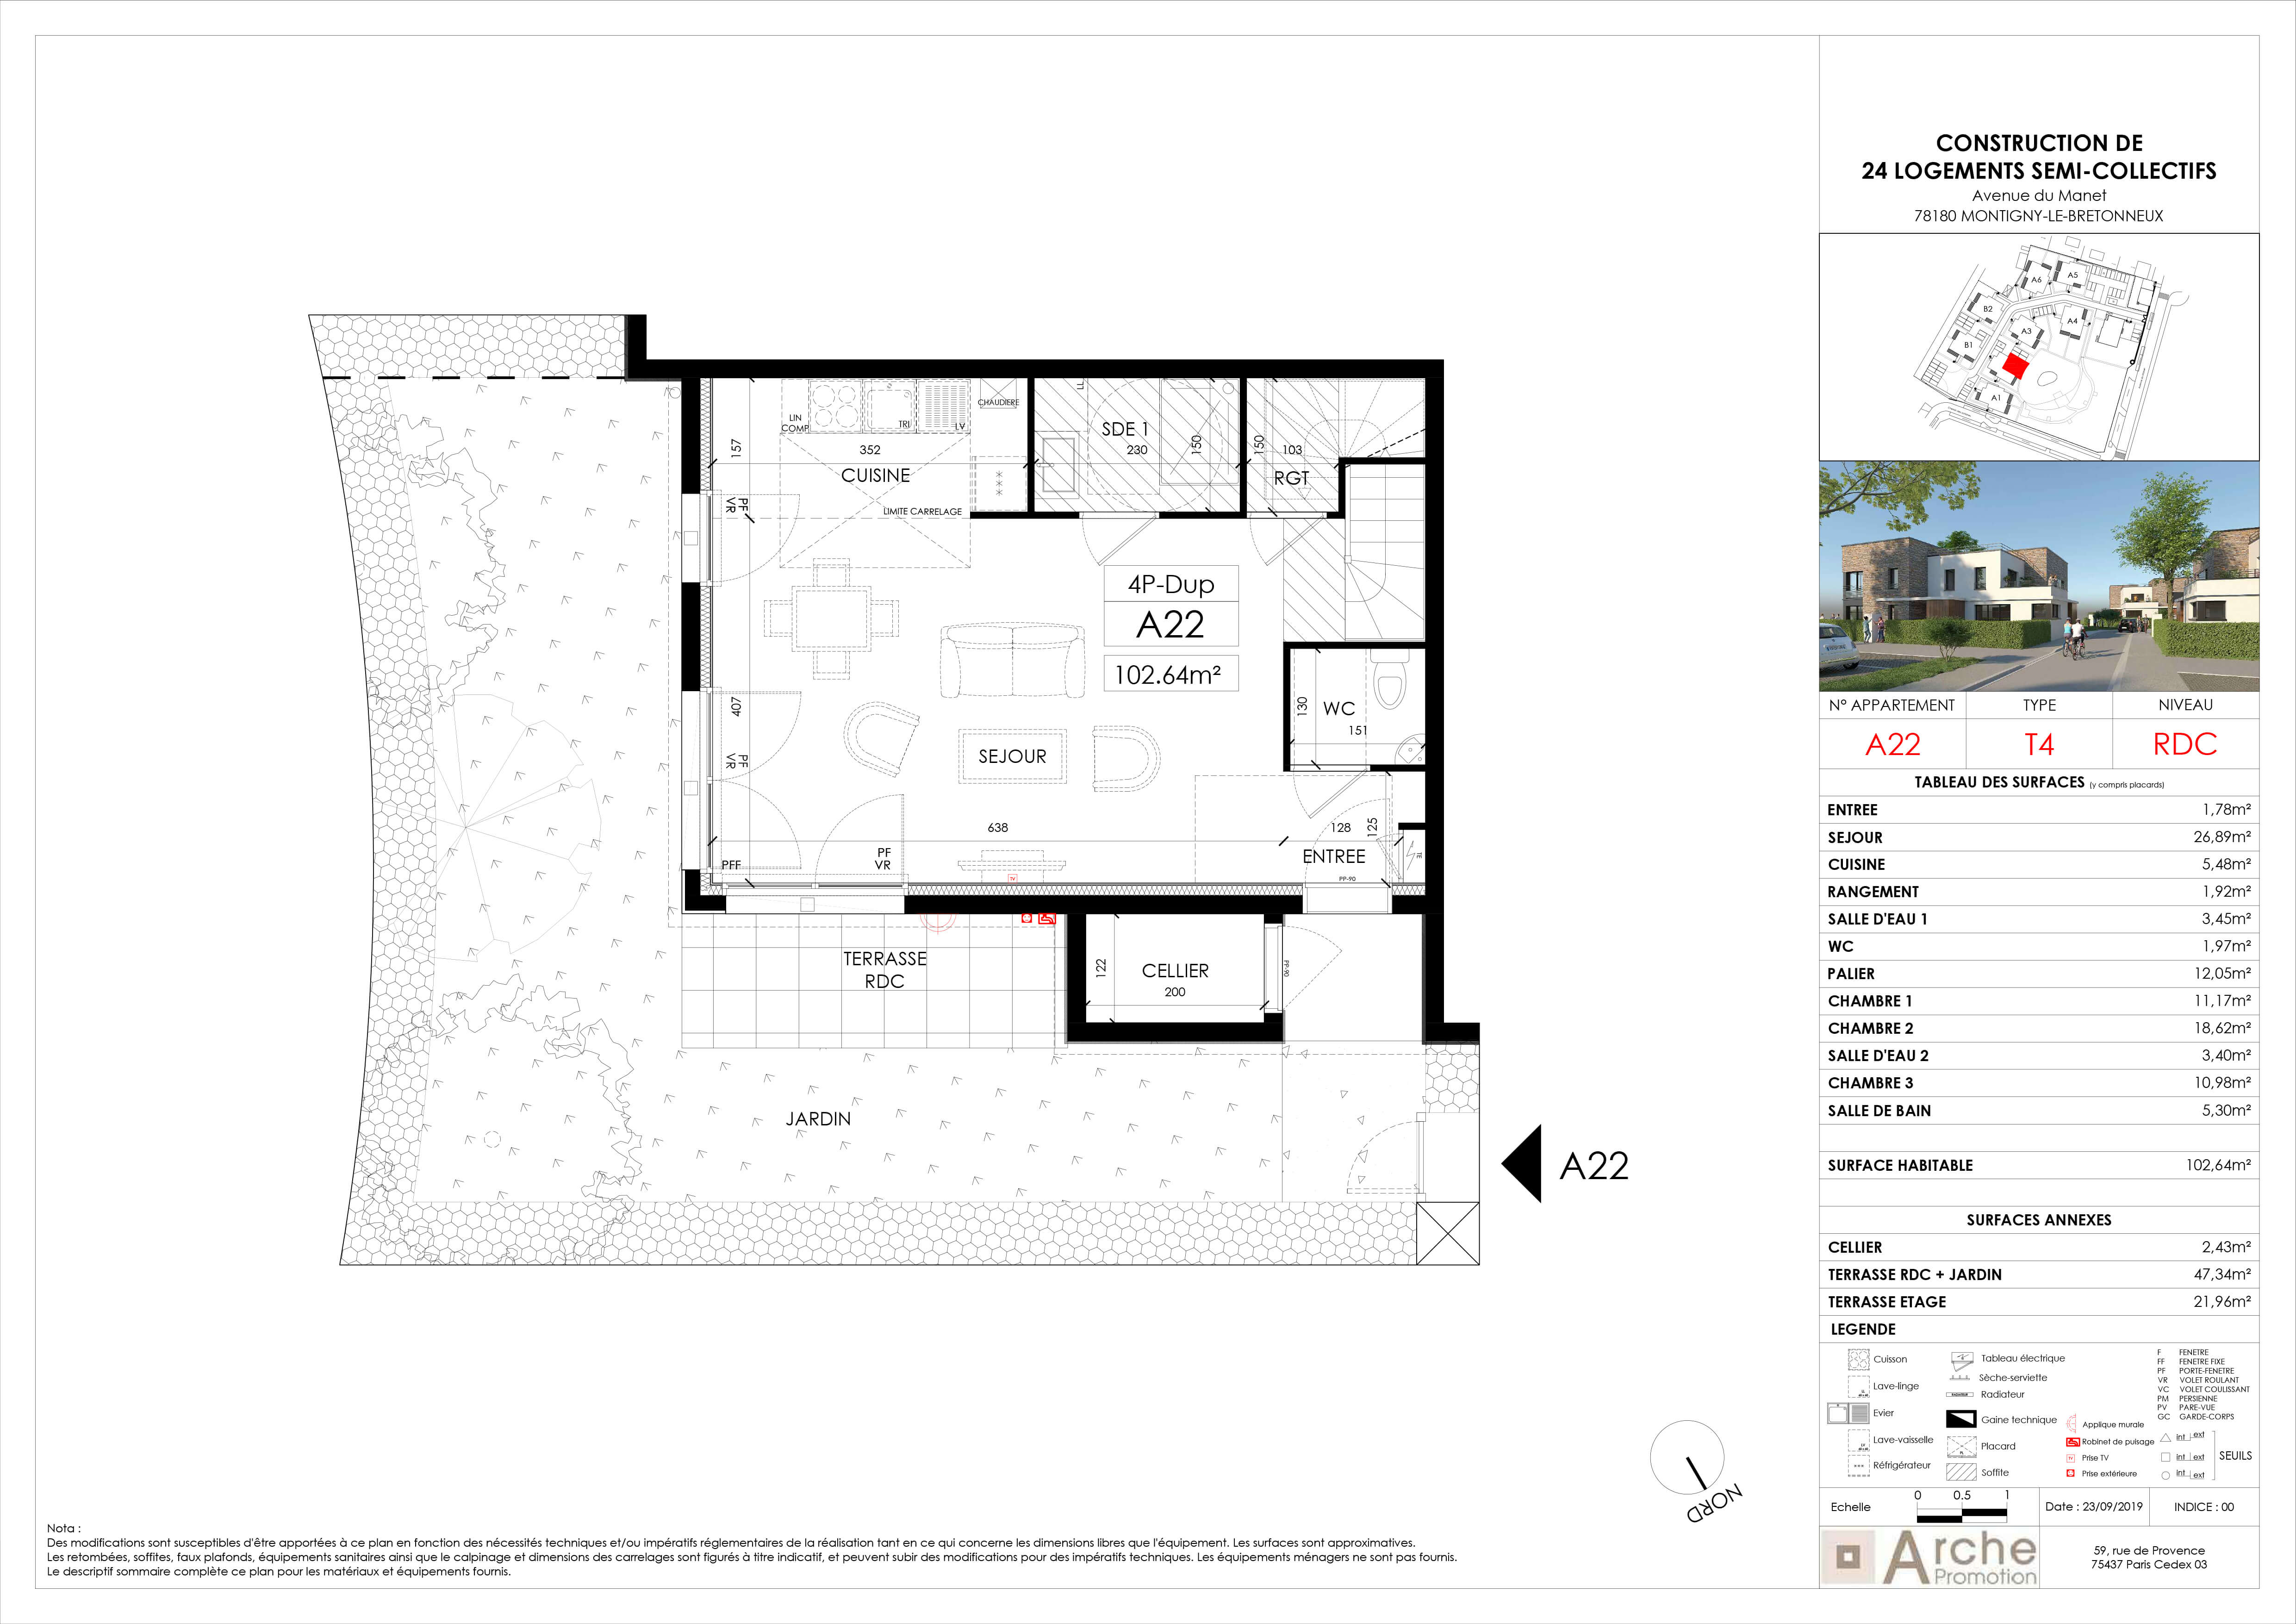 CONSTRUCTION DE
24 LOGEMENTS SEMI-COLLECTIFS
Avenue du Manet
78180 MONTIGNY-LE-BRETONNEUX
A6
A5
B2
A4
A3
B1
A1
N° APPARTEMENT
TYPE
NIVEAU
A22
T4
RDC
TABLEAU DES SURFACES (y compris placards)
ENTREE 1,78m²
SEJOUR 26,89m²
CUISINE 5,48m²
RANGEMENT 1,92m²
SALLE D'EAU 1 3,45m²
WC 1,97m²
PALIER 12,05m²
CHAMBRE 1 11,17m²
CHAMBRE 2 18,62m²
SALLE D'EAU 2 3,40m²
CHAMBRE 3 10,98m²
SALLE DE BAIN 5,30m²
SURFACE HABITABLE 102,64m²
SURFACES ANNEXES
CELLIER 2,43m²
TERRASSE RDC + JARDIN 47,34m²
TERRASSE ETAGE 21,96m²
LEGENDE
Cuisson
Lave-linge
Evier
Lave-vaisselle
Réfrigérateur
Tableau électrique
Sèche-serviette
Radiateur
Gaine technique
Placard
Soffite
Applique murale
Robinet de puisage
TV Prise TV
Prise extérieure
F FENETRE
FF FENETRE FIXE
PF PORTE-FENETRE
VR VOLET ROULANT
VC VOLET COULISSANT
PM PERSIENNE
PV PARE-VUE
GC GARDE-CORPS
int ext
int ext
int ext
SEUILS
Echelle
0 0.5 1
Date : 23/09/2019
INDICE : 00
Arche
Promotion
59, rue de Provence
75437 Paris Cedex 03
LIN
COMP
TRI
LV
CHAUDIERE
LL
157
352
CUISINE
SDE 1
230
150
150
103
RGT
PF
VR
LIMITE CARRELAGE
4P-Dup
A22
102.64m²
407
PF
VR
SEJOUR
130
WC
151
638
128
125
PFF
PF
VR
TV
ENTREE
PP-90
TERRASSE
RDC
122
CELLIER
200
PP-90
JARDIN
A22
NORD
Nota :
Des modifications sont susceptibles d'être apportées à ce plan en fonction des nécessités techniques et/ou impératifs réglementaires de la réalisation tant en ce qui concerne les dimensions libres que l'équipement. Les surfaces sont approximatives.
Les retombées, soffites, faux plafonds, équipements sanitaires ainsi que le calpinage et dimensions des carrelages sont figurés à titre indicatif, et peuvent subir des modifications pour des impératifs techniques. Les équipements ménagers ne sont pas fournis.
Le descriptif sommaire complète ce plan pour les matériaux et équipements fournis.